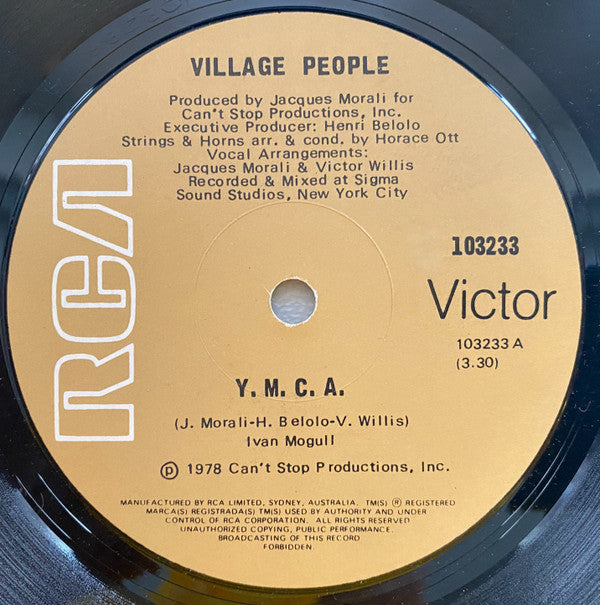 VILLAGE PEOPLE
Produced by Jacques Morali for
Can't Stop Productions, Inc.
Executive Producer: Henri Belolo
Strings & Horns arr. & cond. by Horace Ott
Vocal Arrangements:
Jacques Morali & Victor Willis
Recorded & Mixed at Sigma
Sound Studios, New York City
RCA
103233
Victor
103233 A
(3.30)
Y. M. C. A.
(J. Morali-H. Belolo-V. Willis)
Ivan Mogull
℗ 1978 Can't Stop Productions, Inc.
MANUFACTURED BY RCA LIMITED, SYDNEY, AUSTRALIA. TM(S) ® REGISTERED
MARCA(S) REGISTRADA(S) TM(S) USED BY AUTHORITY AND UNDER
CONTROL OF RCA CORPORATION. ALL RIGHTS RESERVED
UNAUTHORIZED COPYING, PUBLIC PERFORMANCE.
BROADCASTING OF THIS RECORD
FORBIDDEN.